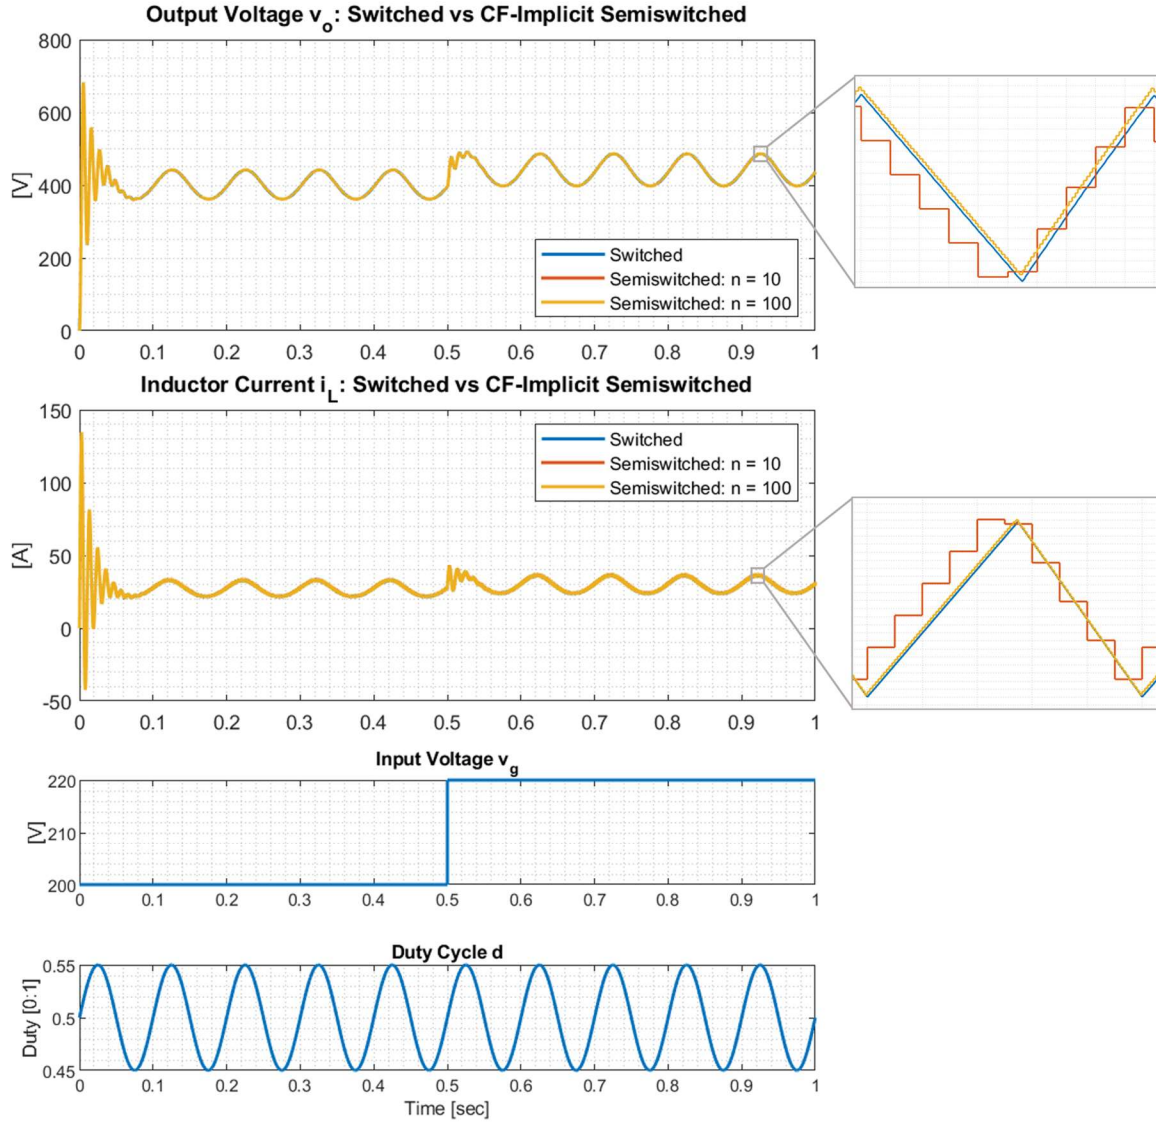 Output Voltage vo: Switched vs CF-Implicit Semiswitched
800
600
400
200
0
[V]
Switched
Semiswitched: n = 10
Semiswitched: n = 100
0 0.1 0.2 0.3 0.4 0.5 0.6 0.7 0.8 0.9 1
Inductor Current iL: Switched vs CF-Implicit Semiswitched
150
100
50
0
-50
[A]
Switched
Semiswitched: n = 10
Semiswitched: n = 100
0 0.1 0.2 0.3 0.4 0.5 0.6 0.7 0.8 0.9 1
Input Voltage vg
220
210
200
[V]
0 0.1 0.2 0.3 0.4 0.5 0.6 0.7 0.8 0.9 1
Duty Cycle d
0.55
0.5
0.45
Duty [0:1]
0 0.1 0.2 0.3 0.4 0.5 0.6 0.7 0.8 0.9 1
Time [sec]